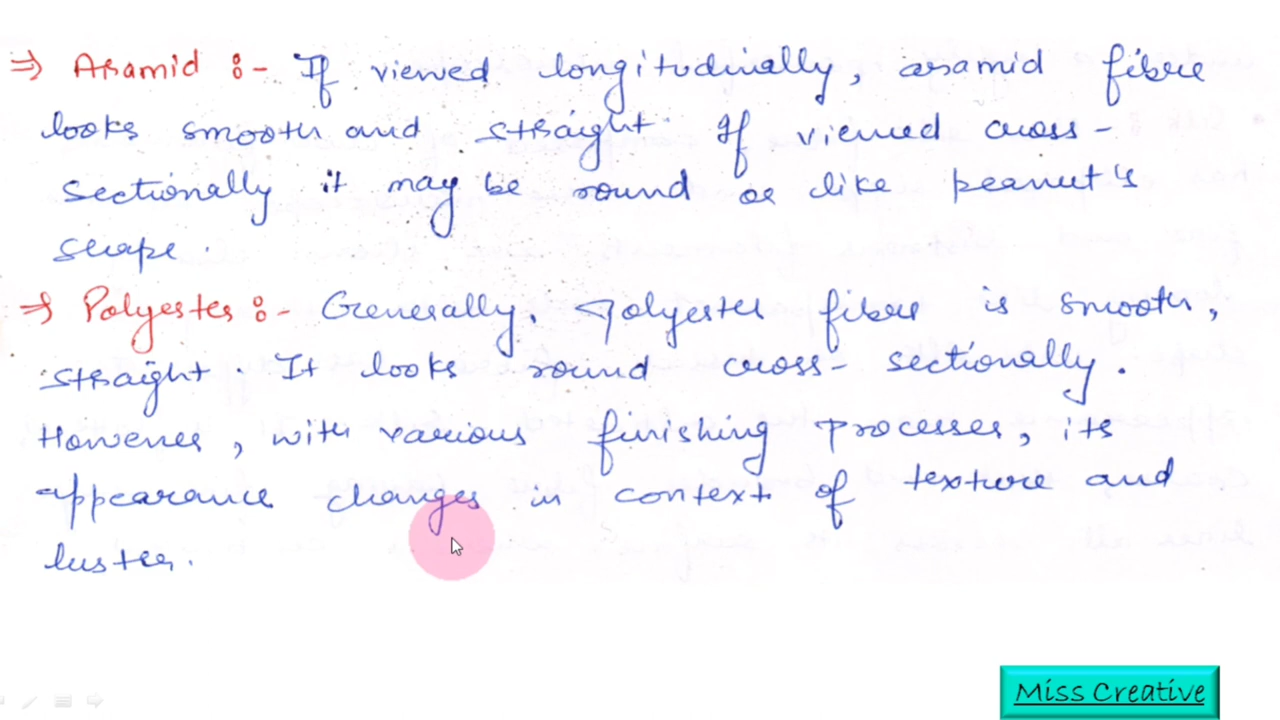 ⇒ Aramid :- If viewed longitudinally, aramid fibre
looks smooth and straight. If viewed cross-
sectionally it may be round or like peanut's
shape.
⇒ Polyester :- Generally, polyester fibre is smooth,
straight. It looks round cross-sectionally.
However, with various finishing processes, its
appearance changes in context of texture and
luster.
Miss Creative